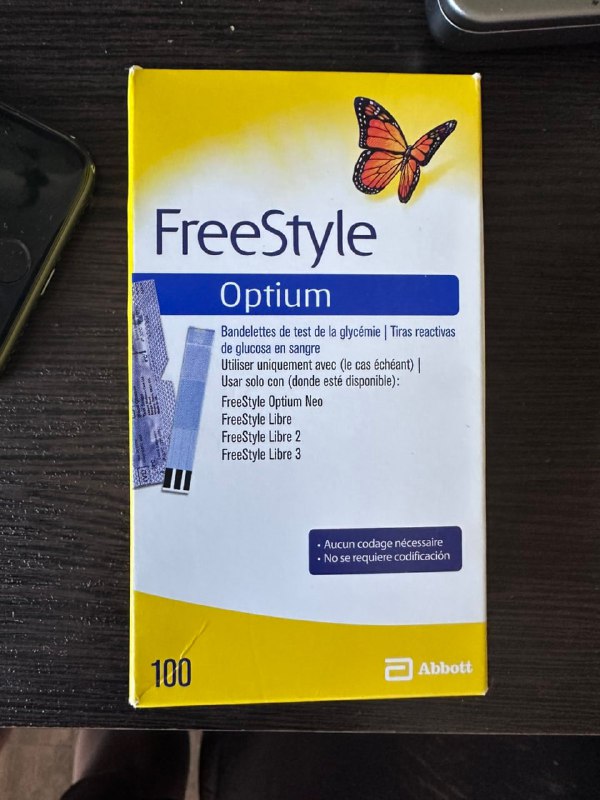 FreeStyle
Optium
Bandelettes de test de la glycémie | Tiras reactivas
de glucosa en sangre
Utiliser uniquement avec (le cas échéant) |
Usar solo con (donde esté disponible):
FreeStyle Optium Neo
FreeStyle Libre
FreeStyle Libre 2
FreeStyle Libre 3
• Aucun codage nécessaire
• No se requiere codificación
100
Abbott